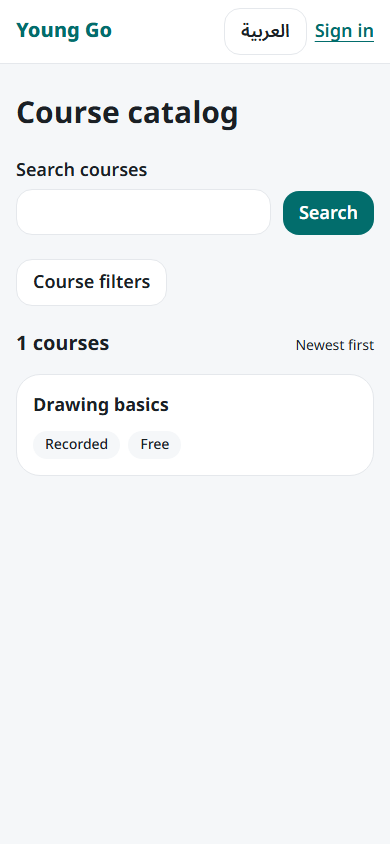 Young Go
العربية
Sign in
Course catalog
Search courses
Search
Course filters
1 courses
Newest first
Drawing basics
Recorded
Free